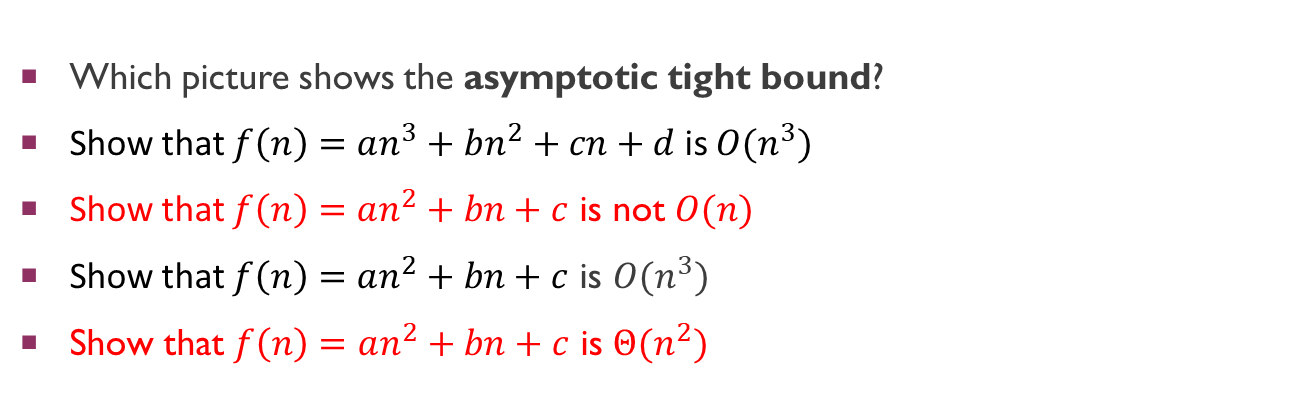 ▪ Which picture shows the asymptotic tight bound?
▪ Show that f(n) = an³ + bn² + cn + d is O(n³)
▪ Show that f(n) = an² + bn + c is not O(n)
▪ Show that f(n) = an² + bn + c is O(n³)
▪ Show that f(n) = an² + bn + c is Θ(n²)